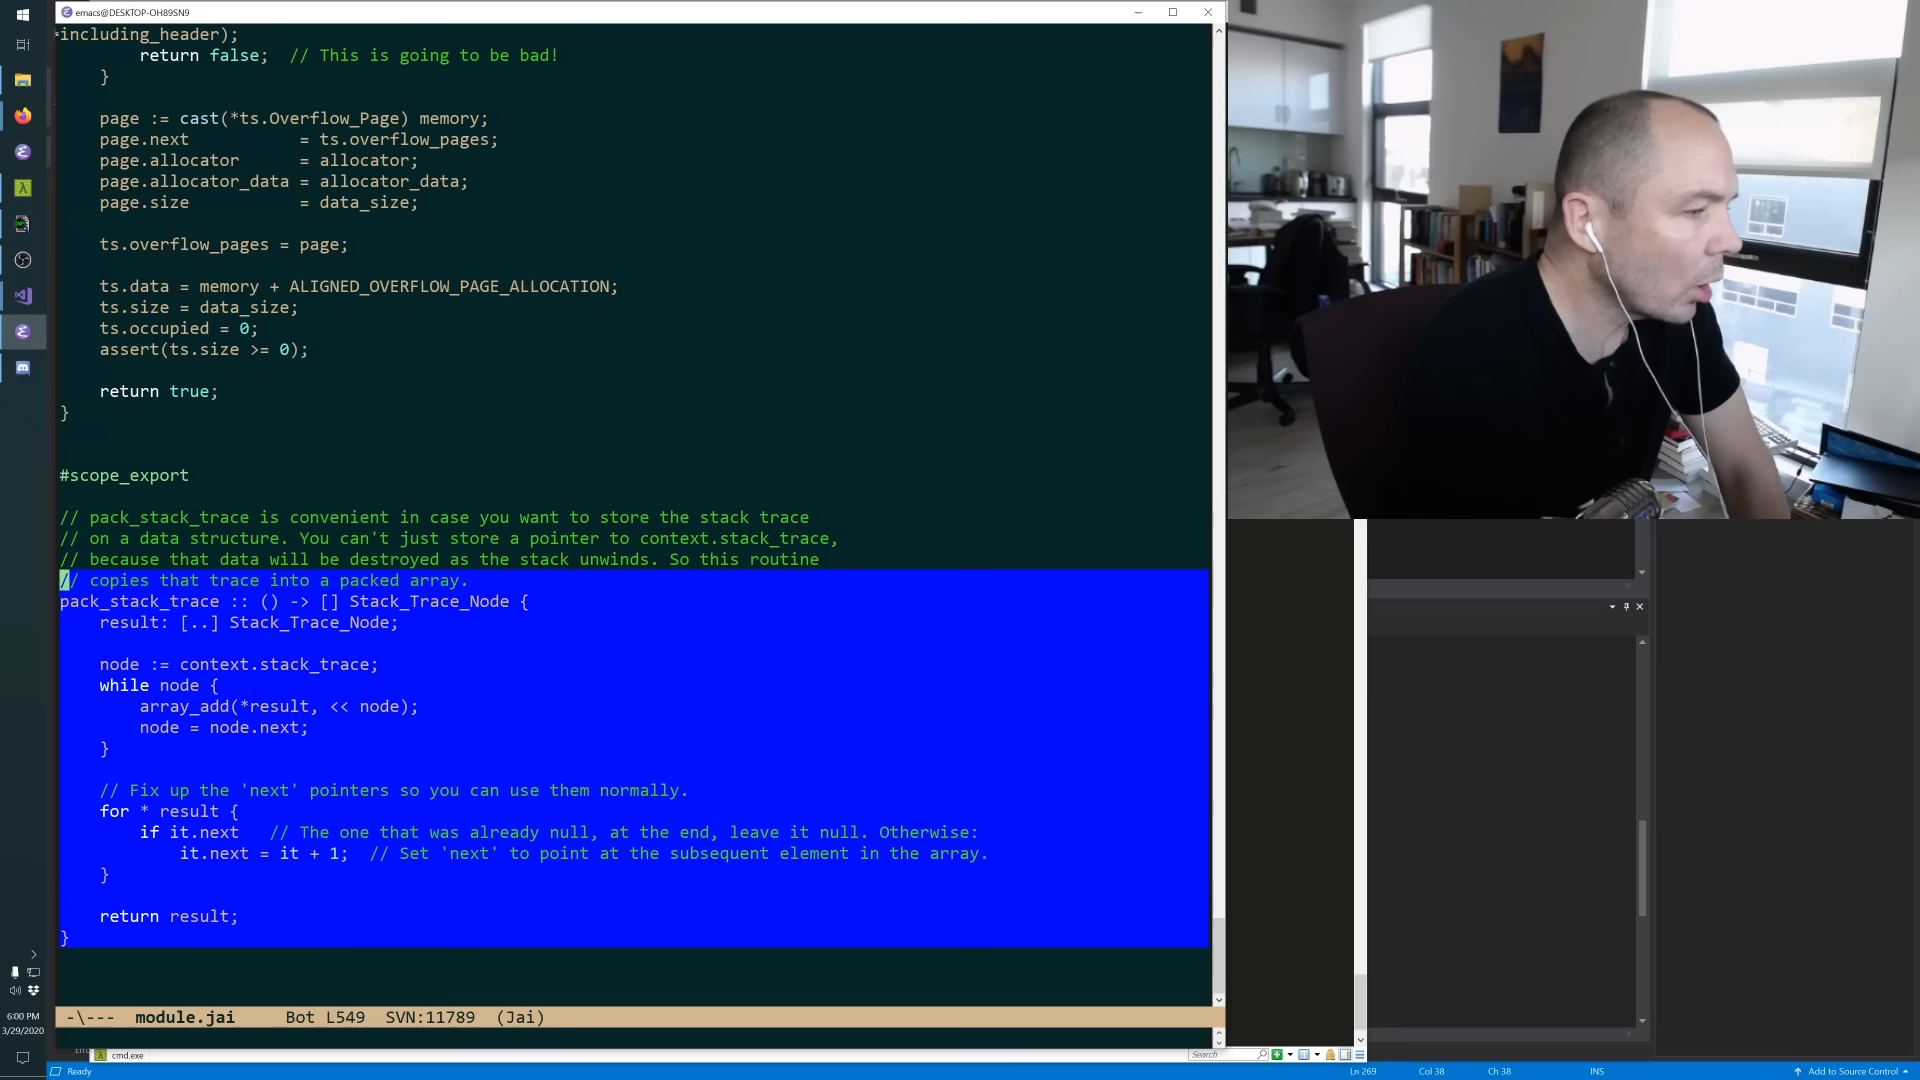 emacs@DESKTOP-OH89SN9
including_header);
return false;  // This is going to be bad!
}
page := cast(*ts.Overflow_Page) memory;
page.next           = ts.overflow_pages;
page.allocator      = allocator;
page.allocator_data = allocator_data;
page.size           = data_size;
ts.overflow_pages = page;
ts.data = memory + ALIGNED_OVERFLOW_PAGE_ALLOCATION;
ts.size = data_size;
ts.occupied = 0;
assert(ts.size >= 0);
return true;
}
#scope_export
// pack_stack_trace is convenient in case you want to store the stack trace
// on a data structure. You can't just store a pointer to context.stack_trace,
// because that data will be destroyed as the stack unwinds. So this routine
// copies that trace into a packed array.
pack_stack_trace :: () -> [] Stack_Trace_Node {
result: [..] Stack_Trace_Node;
node := context.stack_trace;
while node {
array_add(*result, << node);
node = node.next;
}
// Fix up the 'next' pointers so you can use them normally.
for * result {
if it.next   // The one that was already null, at the end, leave it null. Otherwise:
it.next = it + 1;  // Set 'next' to point at the subsequent element in the array.
}
return result;
}
-\---  module.jai     Bot L549  SVN:11789  (Jai)
6:00 PM
3/29/2020
cmd.exe
Search
Ready
Ln 269
Col 38
Ch 38
INS
Add to Source Control